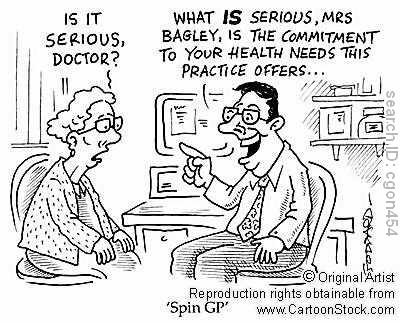 IS IT
SERIOUS,
DOCTOR?
WHAT IS SERIOUS, MRS
BAGLEY, IS THE COMMITMENT
TO YOUR HEALTH NEEDS THIS
PRACTICE OFFERS...
search ID: cgon454
© Original Artist
Reproduction rights obtainable from
www.CartoonStock.com
'Spin GP'